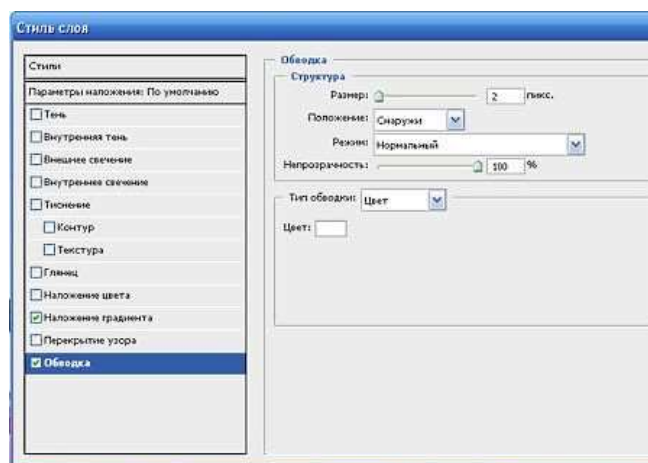 Стиль слоя
Стили
Параметры наложения: По умолчанию
Тень
Внутренняя тень
Внешнее свечение
Внутреннее свечение
Тиснение
Контур
Текстура
Глянец
Наложение цвета
Наложение градиента
Перекрытие узора
Обводка
Обводка
Структура
Размер: 2 пикс.
Положение: Снаружи
Режим: Нормальный
Непрозрачность: 100 %
Тип обводки: Цвет
Цвет: